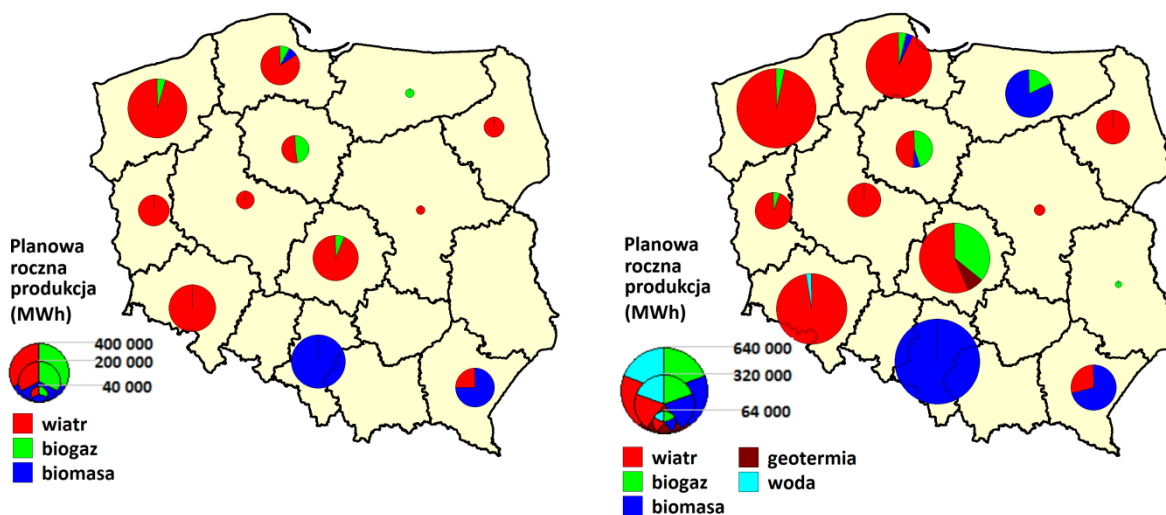 Planowa
roczna
produkcja
(MWh)
400 000
200 000
40 000
wiatr
biogaz
biomasa
Planowa
roczna
produkcja
(MWh)
640 000
320 000
64 000
wiatr
biogaz
biomasa
geotermia
woda